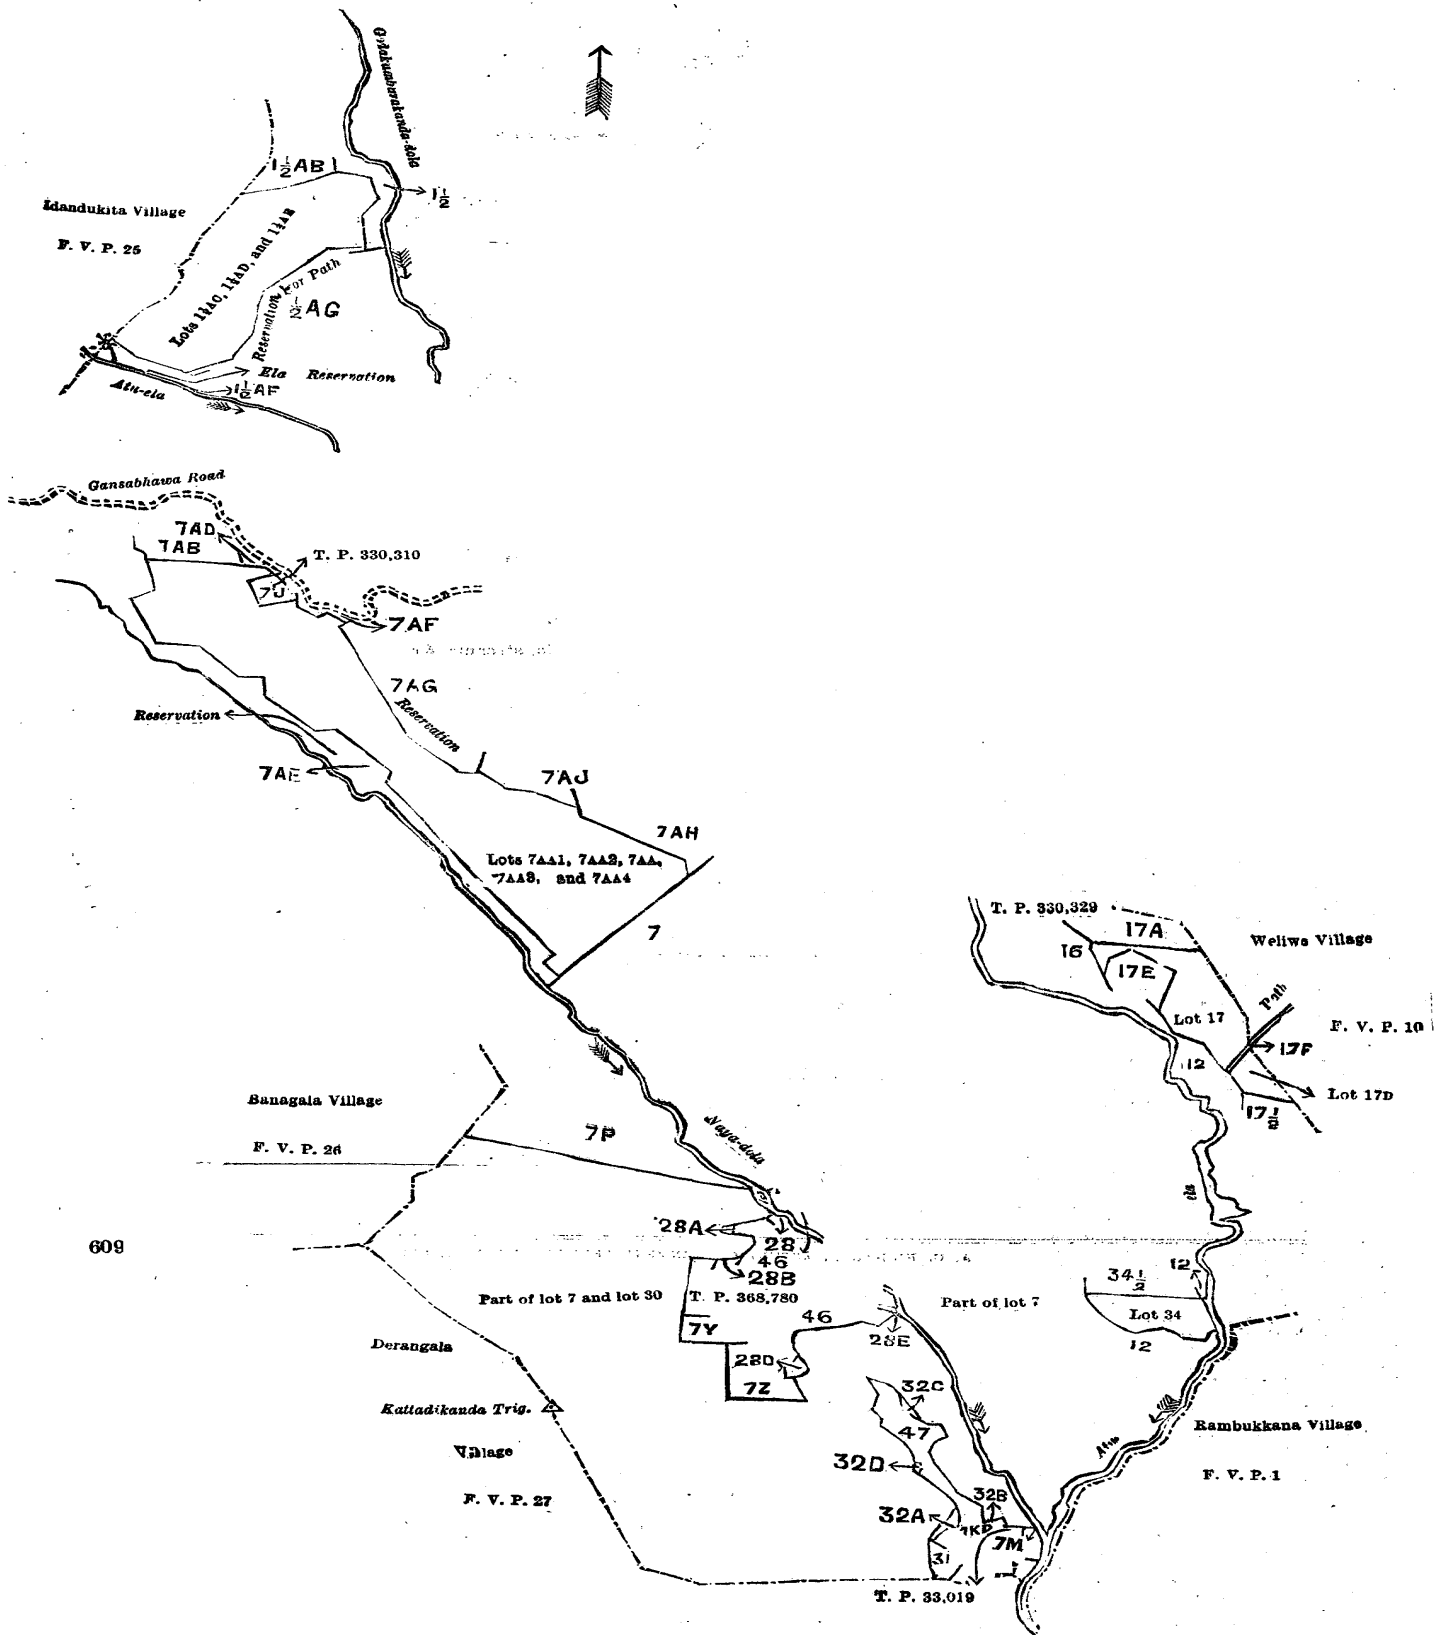 Idandukita Village
F. V. P. 25
1½AB
1½
Lots 1½AC, 1½AD, and 1½AE
Reservation for Path
½AG
Ela Reservation
1½AF
Atu-ela
Gansabhawa Road
7AD
7AB
T. P. 330,310
7J
7AF
7AG
Reservation
Reservation
7AE
7AJ
7AH
Lots 7AA1, 7AA2, 7AA,
7AA3, and 7AA4
7
T. P. 330,329
17A
16
17E
Weliwa Village
Path
Lot 17
F. V. P. 10
17F
12
Lot 17D
17½
Banagala Village
F. V. P. 26
7P
Naya-dola
ela
609
28A
28
46
28B
12
34½
Part of lot 7 and lot 30
T. P. 368,780
Part of lot 7
Lot 34
46
7Y
28E
12
Derangala
28D
7Z
32C
Kattadikanda Trig.
47
Rambukkana Village
Village
32D
Atu
F. V. P. 1
F. V. P. 27
32B
32A
7M
31
T. P. 33,019